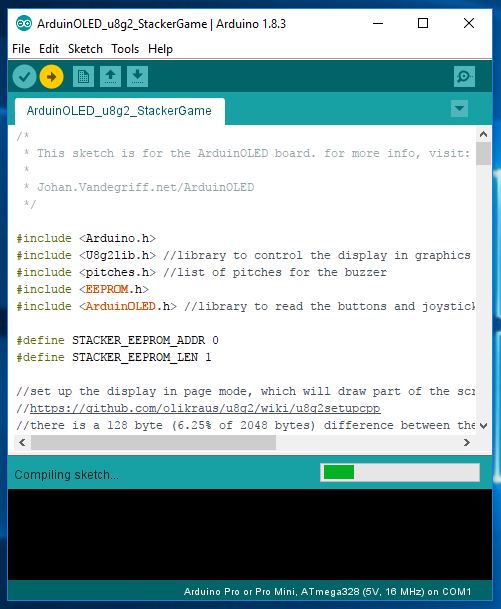 ArduinOLED_u8g2_StackerGame | Arduino 1.8.3
File Edit Sketch Tools Help
ArduinOLED_u8g2_StackerGame
/*
* This sketch is for the ArduinOLED board. for more info, visit:
*
* Johan.Vandegriff.net/ArduinOLED
*/
#include <Arduino.h>
#include <U8g2lib.h> //library to control the display in graphics
#include <pitches.h> //list of pitches for the buzzer
#include <EEPROM.h>
#include <ArduinOLED.h> //library to read the buttons and joystick
#define STACKER_EEPROM_ADDR 0
#define STACKER_EEPROM_LEN 1
//set up the display in page mode, which will draw part of the scr
//https://github.com/olikraus/u8g2/wiki/u8g2setupcpp
//there is a 128 byte (6.25% of 2048 bytes) difference between the
Compiling sketch...
Arduino Pro or Pro Mini, ATmega328 (5V, 16 MHz) on COM1